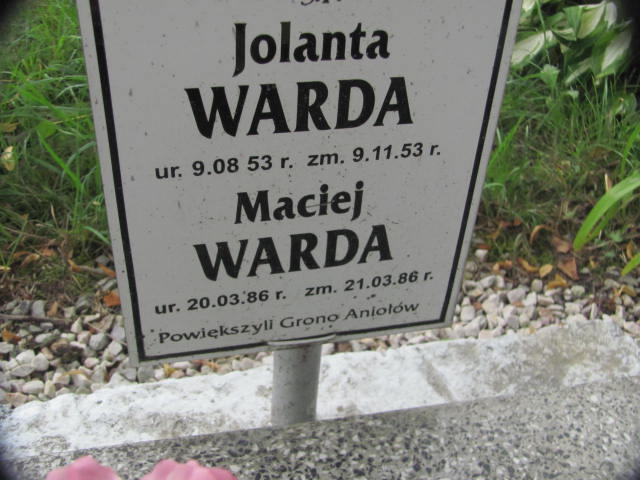 Jolanta
WARDA
ur. 9.08 53 r. zm. 9.11.53 r.
Maciej
WARDA
ur. 20.03.86 r. zm. 21.03.86 r.
Powiększyli Grono Aniołów